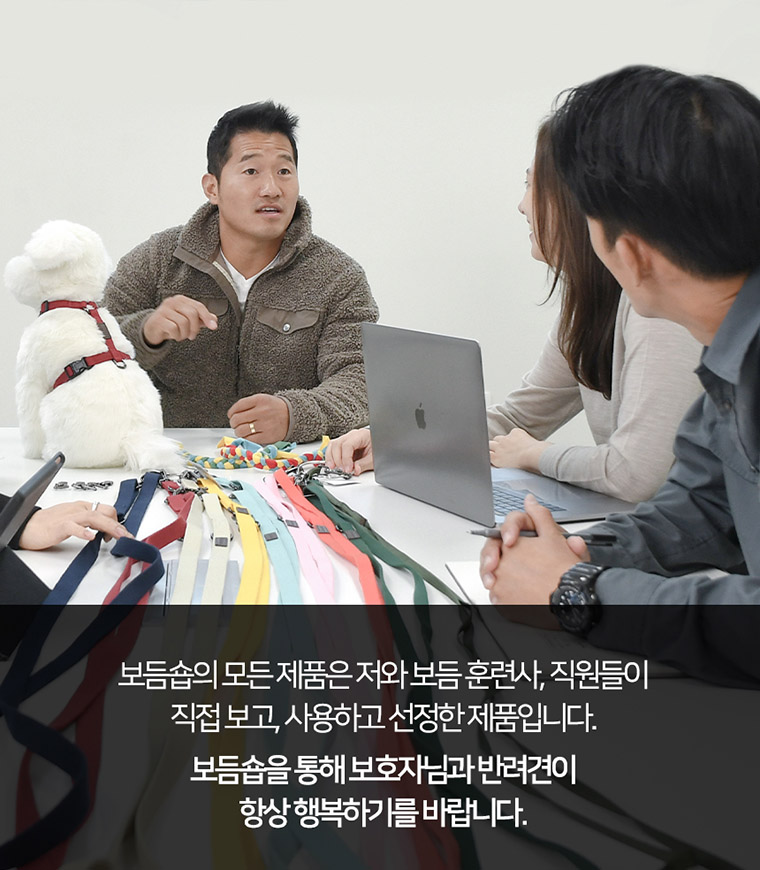 보듬숍의 모든 제품은 저와 보듬 훈련사, 직원들이
직접 보고, 사용하고 선정한 제품입니다.
보듬숍을 통해 보호자님과 반려견이
항상 행복하기를 바랍니다.